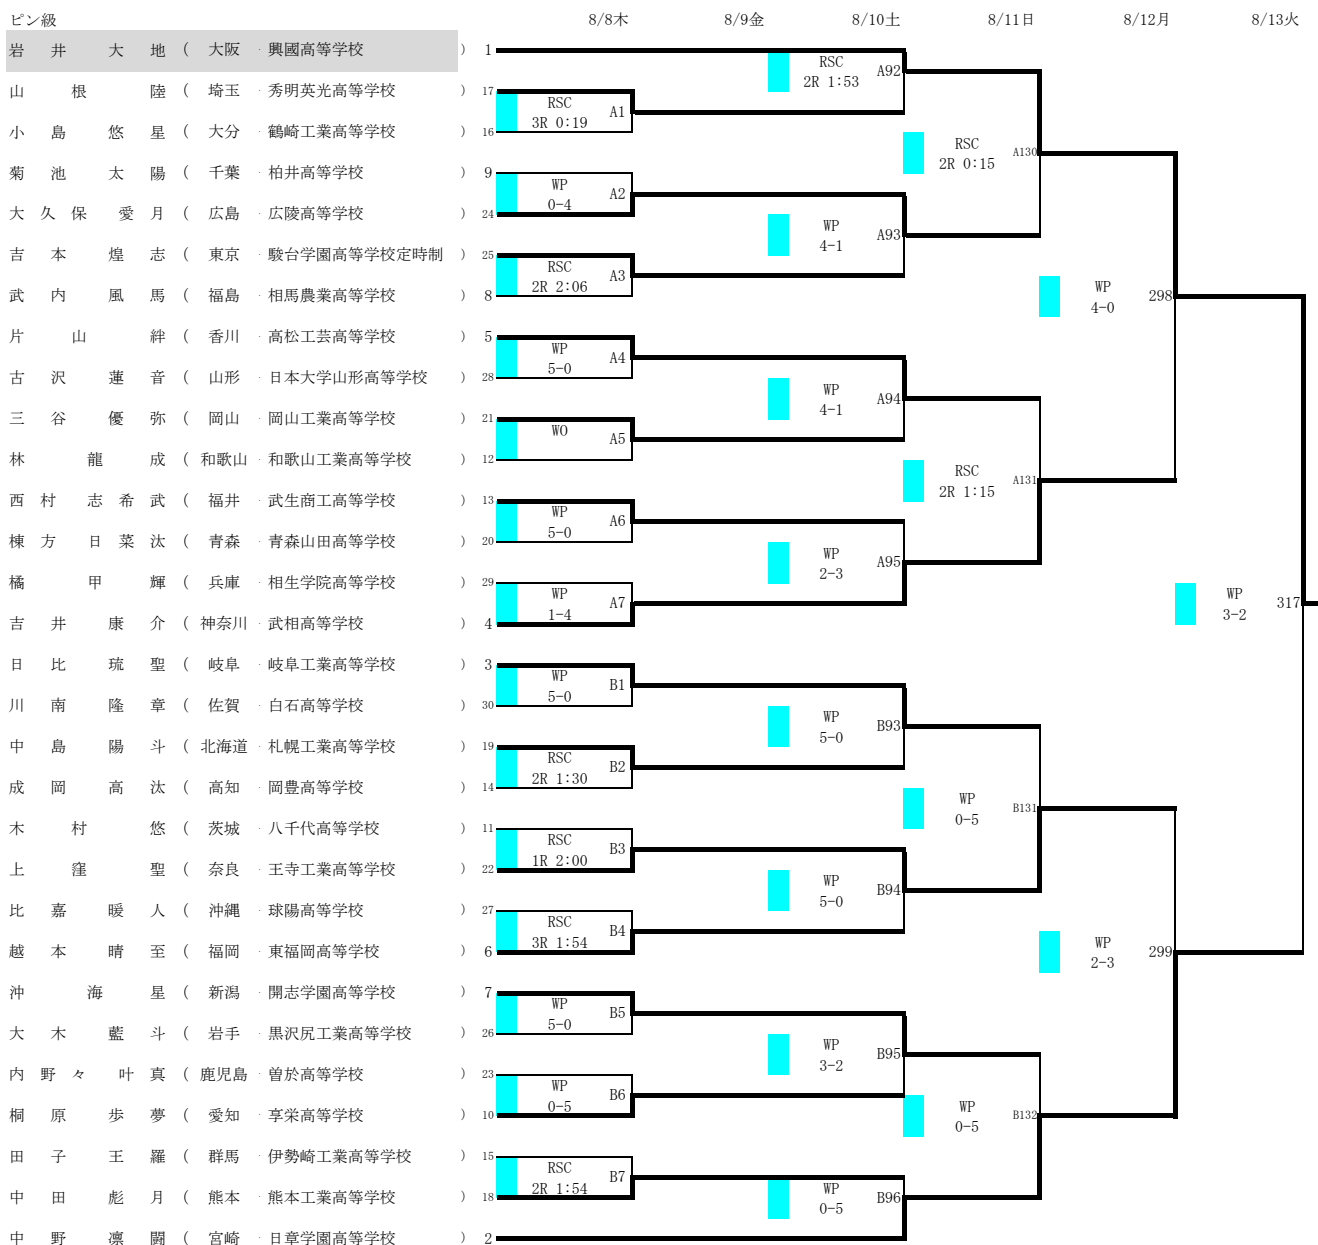 ピン級 8/8木 8/9金 8/10土 8/11日 8/12月 8/13火
岩井 大地 ( 大阪 · 興國高等学校 ) 1
RSC 2R 1:53 A92
山根 陸 ( 埼玉 · 秀明英光高等学校 ) 17
RSC 3R 0:19 A1
小島 悠星 ( 大分 · 鶴崎工業高等学校 ) 16
RSC 2R 0:15 A130
菊池 太陽 ( 千葉 · 柏井高等学校 ) 9
WP 0-4 A2
大久保 愛月 ( 広島 · 広陵高等学校 ) 24
WP 4-1 A93
吉本 煌志 ( 東京 · 駿台学園高等学校定時制 ) 25
RSC 2R 2:06 A3
武内 風馬 ( 福島 · 相馬農業高等学校 ) 8
WP 4-0 298
片山 絆 ( 香川 · 高松工芸高等学校 ) 5
WP 5-0 A4
古沢 蓮音 ( 山形 · 日本大学山形高等学校 ) 28
WP 4-1 A94
三谷 優弥 ( 岡山 · 岡山工業高等学校 ) 21
WO A5
林 龍成 ( 和歌山 · 和歌山工業高等学校 ) 12
RSC 2R 1:15 A131
西村 志希武 ( 福井 · 武生商工高等学校 ) 13
WP 5-0 A6
棟方 日菜汰 ( 青森 · 青森山田高等学校 ) 20
WP 2-3 A95
橘 甲輝 ( 兵庫 · 相生学院高等学校 ) 29
WP 1-4 A7
吉井 康介 ( 神奈川 · 武相高等学校 ) 4
WP 3-2 317
日比 琉聖 ( 岐阜 · 岐阜工業高等学校 ) 3
WP 5-0 B1
川南 隆章 ( 佐賀 · 白石高等学校 ) 30
WP 5-0 B93
中島 陽斗 ( 北海道 · 札幌工業高等学校 ) 19
RSC 2R 1:30 B2
成岡 高汰 ( 高知 · 岡豊高等学校 ) 14
WP 0-5 B131
木村 悠 ( 茨城 · 八千代高等学校 ) 11
RSC 1R 2:00 B3
上窪 聖 ( 奈良 · 王寺工業高等学校 ) 22
WP 5-0 B94
比嘉 暖人 ( 沖縄 · 球陽高等学校 ) 27
RSC 3R 1:54 B4
越本 晴至 ( 福岡 · 東福岡高等学校 ) 6
WP 2-3 299
沖 海星 ( 新潟 · 開志学園高等学校 ) 7
WP 5-0 B5
大木 藍斗 ( 岩手 · 黒沢尻工業高等学校 ) 26
WP 3-2 B95
内野々 叶真 ( 鹿児島 · 曽於高等学校 ) 23
WP 0-5 B6
桐原 歩夢 ( 愛知 · 享栄高等学校 ) 10
WP 0-5 B132
田子 王羅 ( 群馬 · 伊勢崎工業高等学校 ) 15
RSC 2R 1:54 B7
中田 彪月 ( 熊本 · 熊本工業高等学校 ) 18
WP 0-5 B96
中野 凛闘 ( 宮崎 · 日章学園高等学校 ) 2